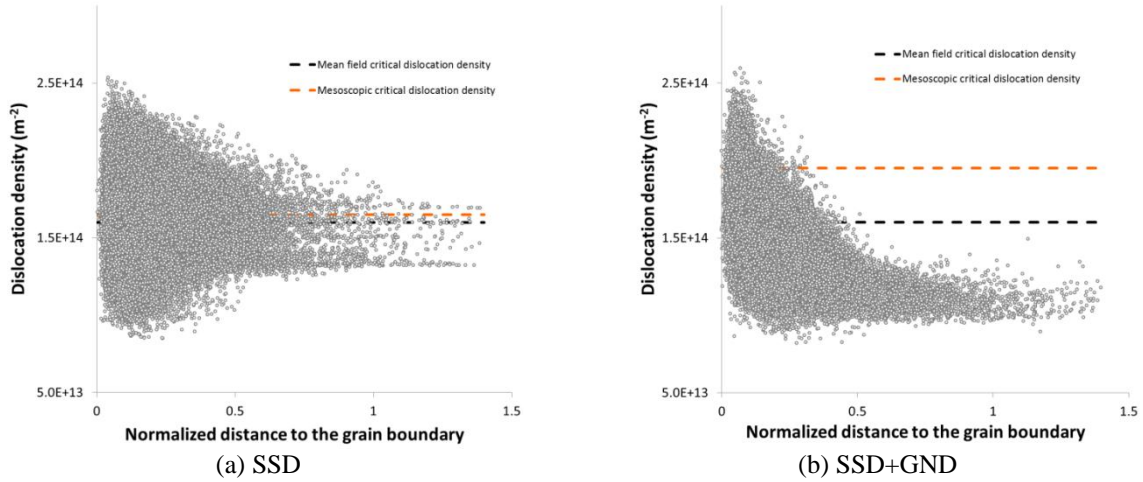 Mean field critical dislocation density
Mesoscopic critical dislocation density
2.5E+14
1.5E+14
5.0E+13
Dislocation density (m-2)
0
0.5
1
1.5
Normalized distance to the grain boundary
(a) SSD
Mean field critical dislocation density
Mesoscopic critical dislocation density
2.5E+14
1.5E+14
5.0E+13
Dislocation density (m-2)
0
0.5
1
1.5
Normalized distance to the grain boundary
(b) SSD+GND